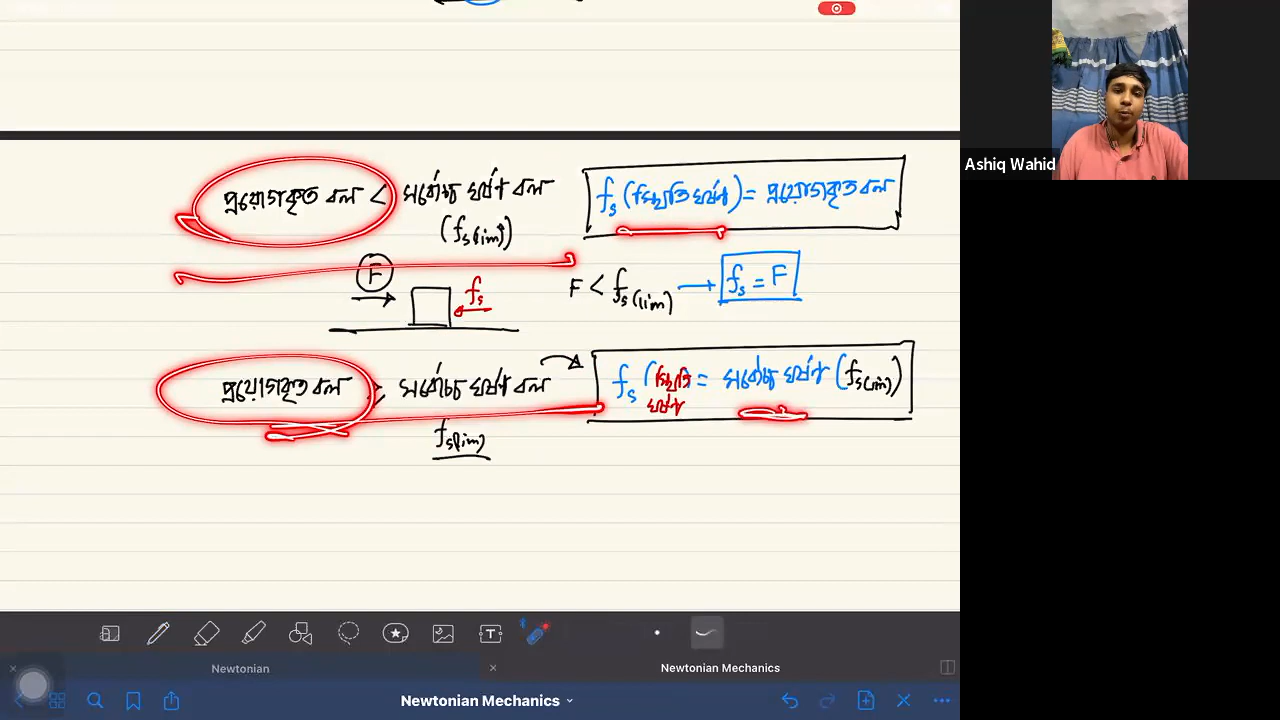 প্রয়োগকৃত বল < সর্বোচ্চ ঘর্ষণ বল
(fs(lim))
fs (স্থিতি ঘর্ষণ) = প্রয়োগকৃত বল
F
fs
F < fs(lim) → fs = F
প্রয়োগকৃত বল সর্বোচ্চ ঘর্ষণ বল
fs(lim)
fs (স্থিতি ঘর্ষণ) = সর্বোচ্চ ঘর্ষণ (fs(lim))
Ashiq Wahid
T
Newtonian
Newtonian Mechanics
Newtonian Mechanics